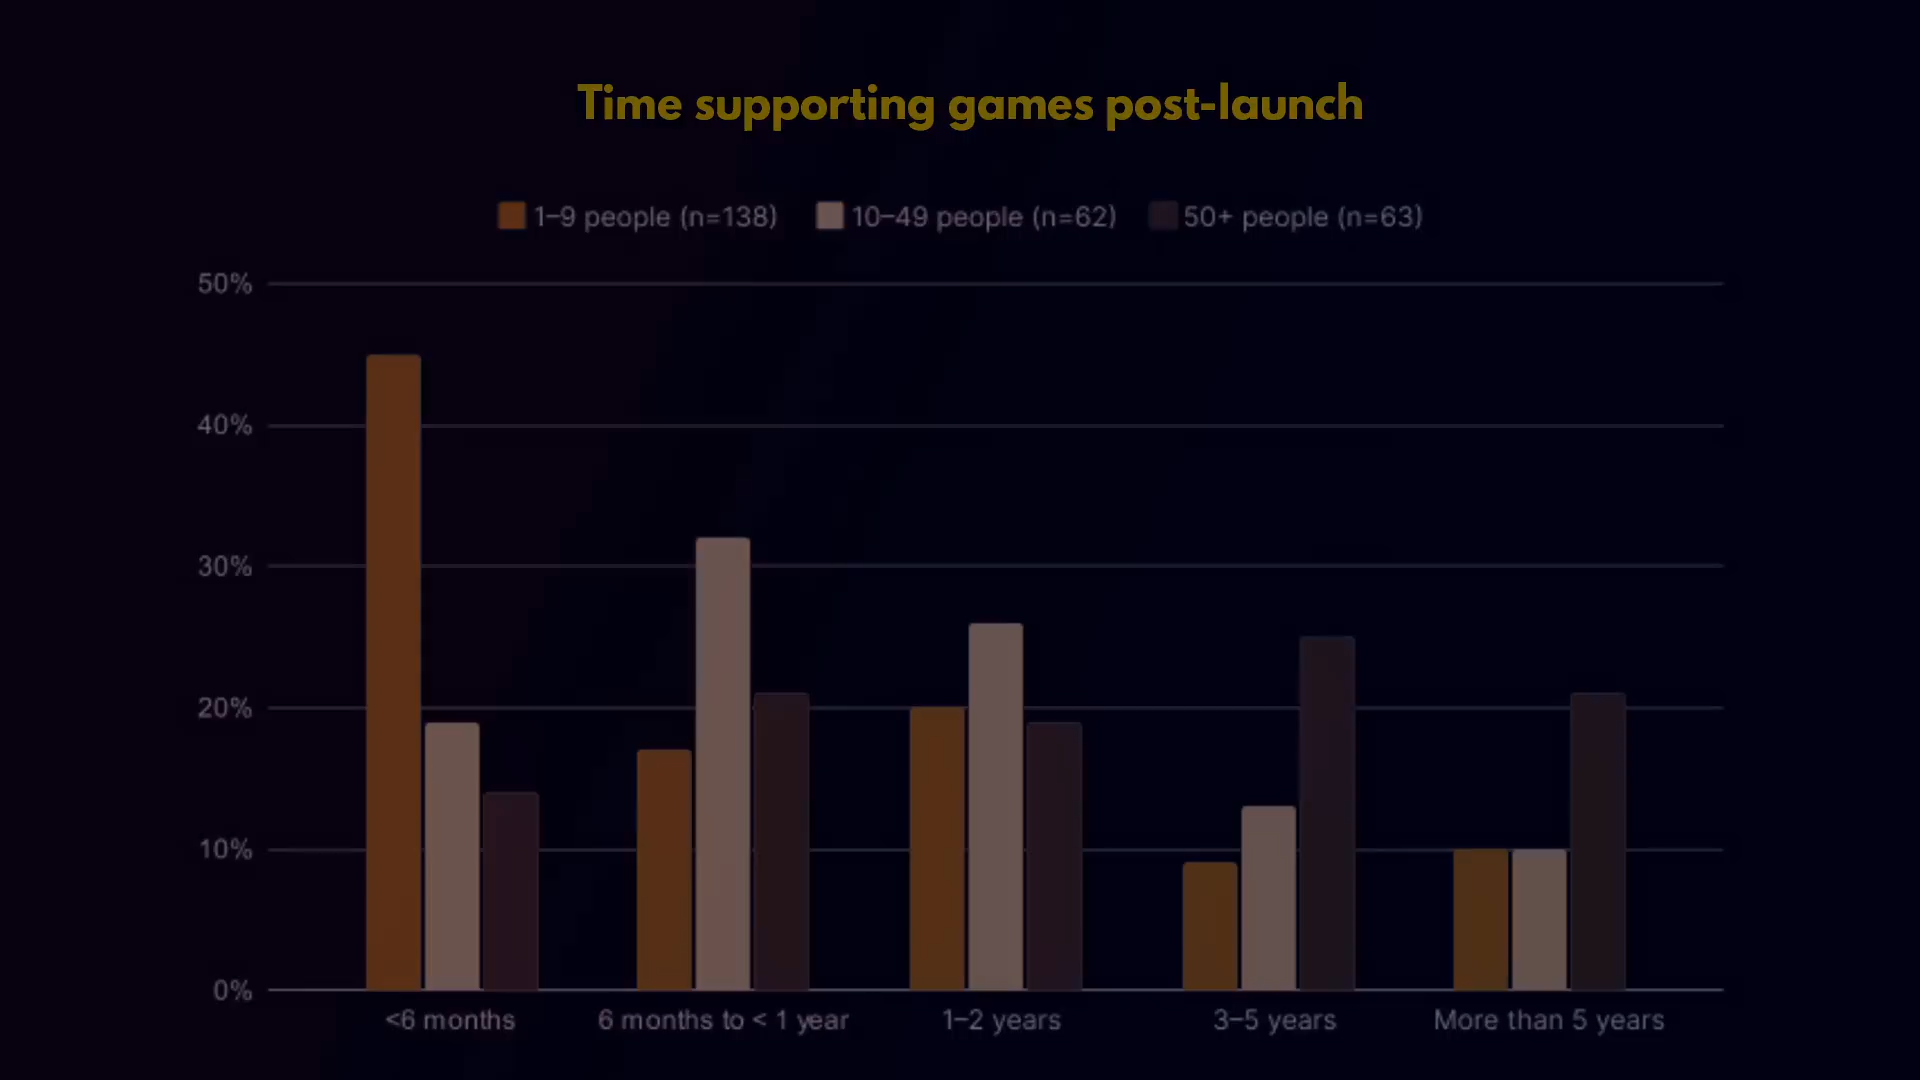 Time supporting games post-launch
1–9 people (n=138) 10–49 people (n=62) 50+ people (n=63)
50%
40%
30%
20%
10%
0%
<6 months 6 months to < 1 year 1–2 years 3–5 years More than 5 years